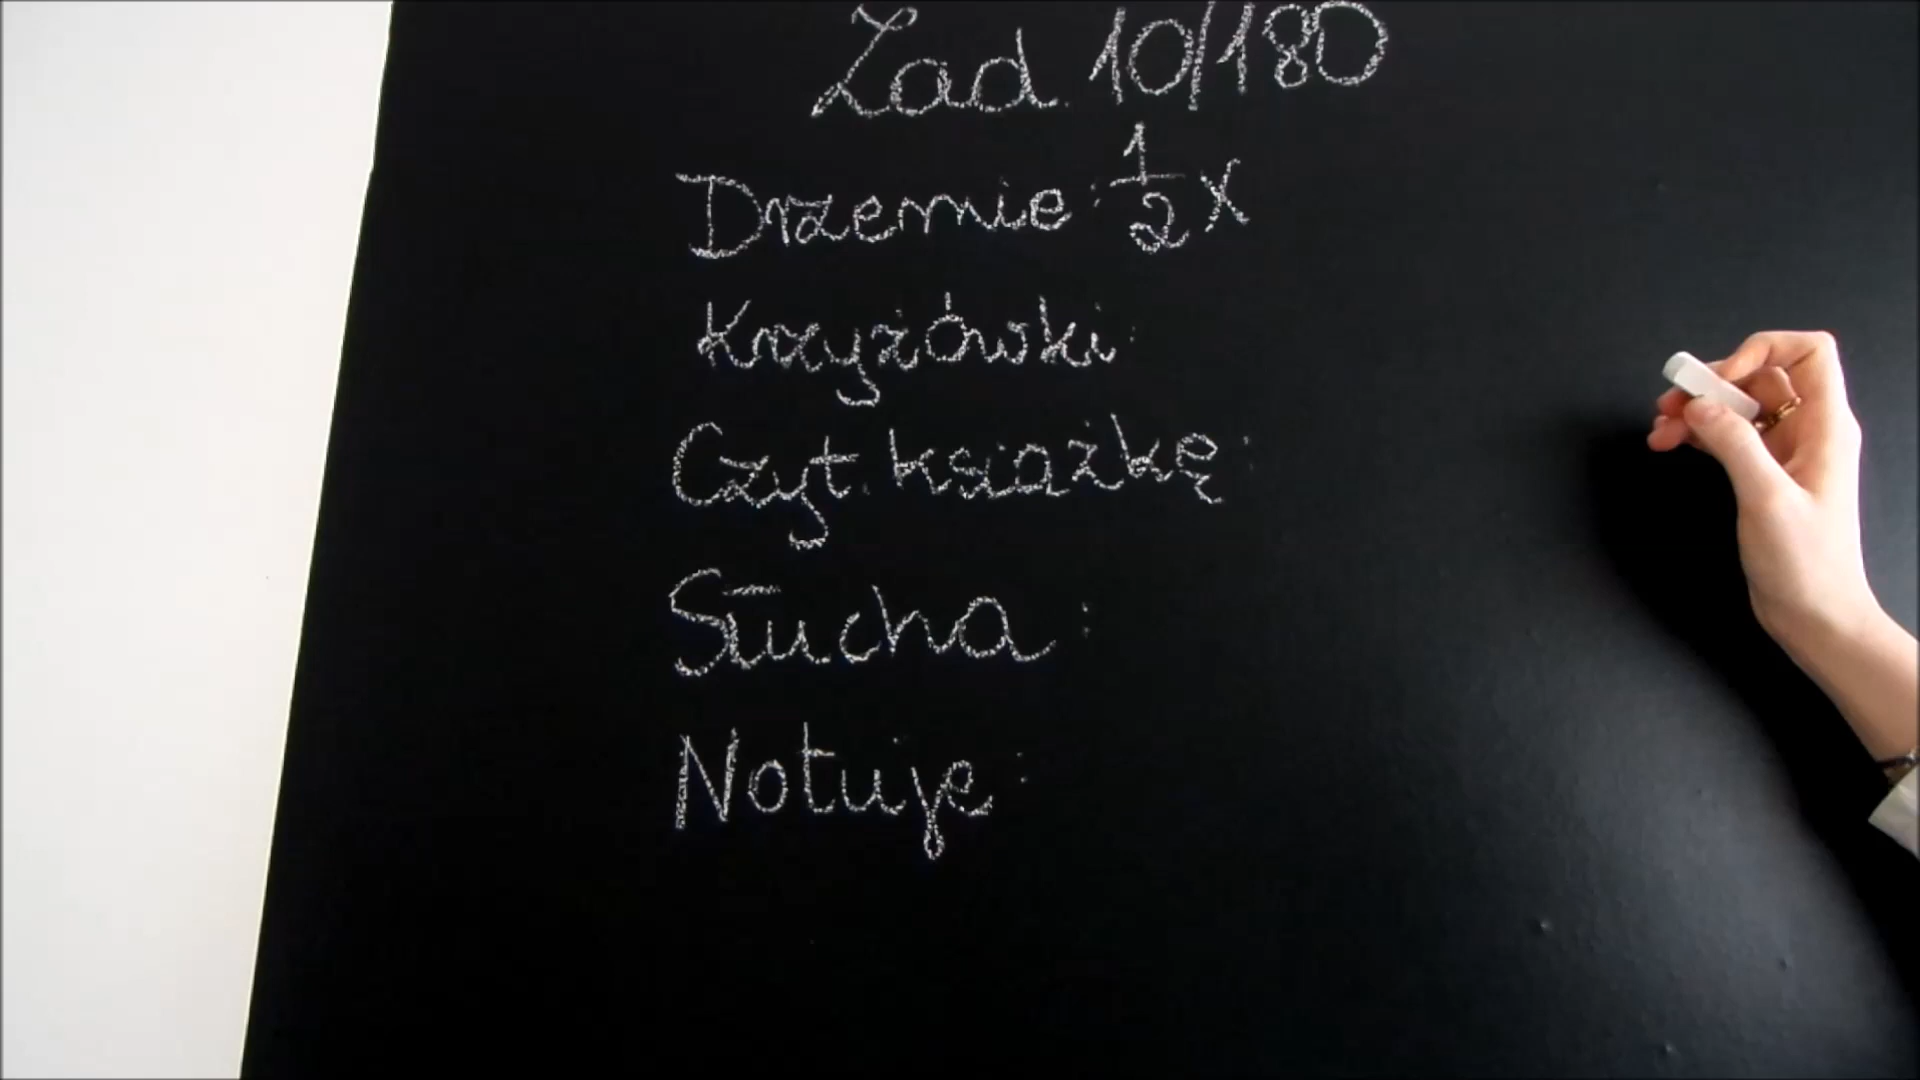 Zad. 10/180
Drzemie: 1/2 x
Krzyżówki:
Czyt. książkę:
Słucha:
Notuje: